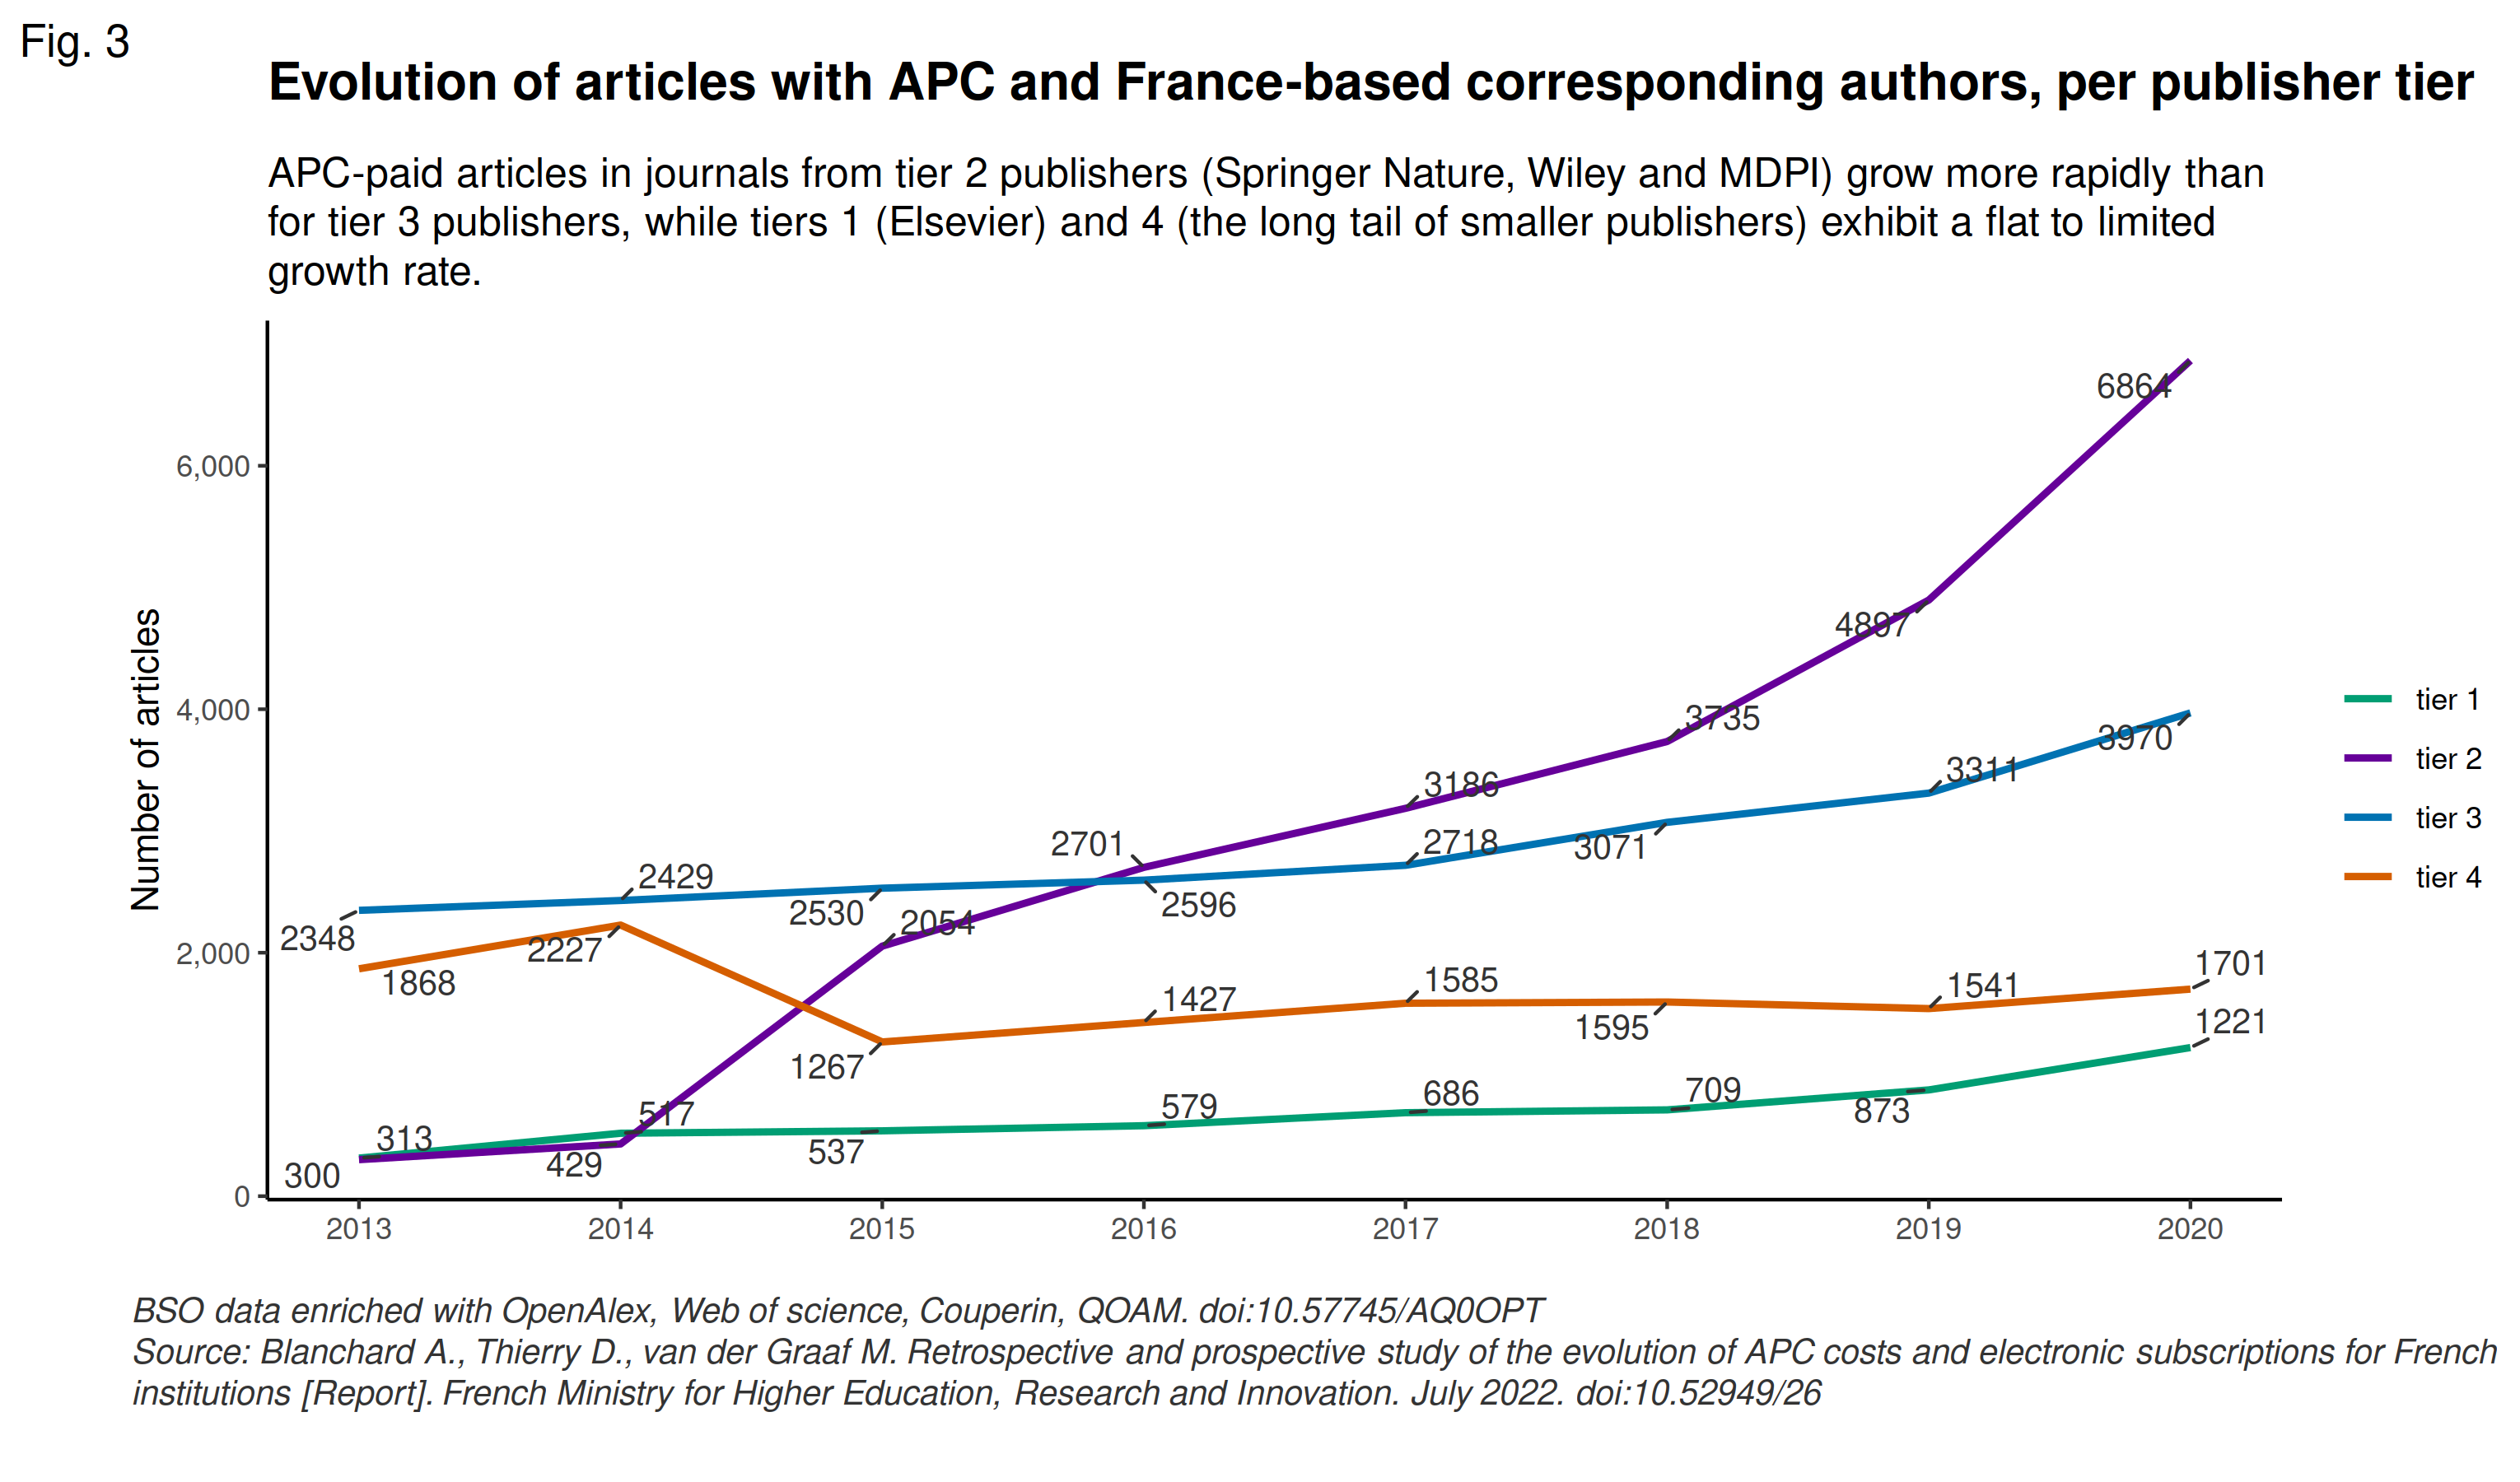 Fig. 3
Evolution of articles with APC and France-based corresponding authors, per publisher tier
APC-paid articles in journals from tier 2 publishers (Springer Nature, Wiley and MDPI) grow more rapidly than
for tier 3 publishers, while tiers 1 (Elsevier) and 4 (the long tail of smaller publishers) exhibit a flat to limited
growth rate.
Number of articles
6,000
4,000
2,000
0
6864
4897
3735
3970
3311
3186
2718
3071
2701
2596
2429
2530
2054
2348
2227
1868
1701
1585
1541
1427
1595
1267
1221
517
313
300
429
537
579
686
709
873
tier 1
tier 2
tier 3
tier 4
2013 2014 2015 2016 2017 2018 2019 2020
BSO data enriched with OpenAlex, Web of science, Couperin, QOAM. doi:10.57745/AQ0OPT
Source: Blanchard A., Thierry D., van der Graaf M. Retrospective and prospective study of the evolution of APC costs and electronic subscriptions for French
institutions [Report]. French Ministry for Higher Education, Research and Innovation. July 2022. doi:10.52949/26